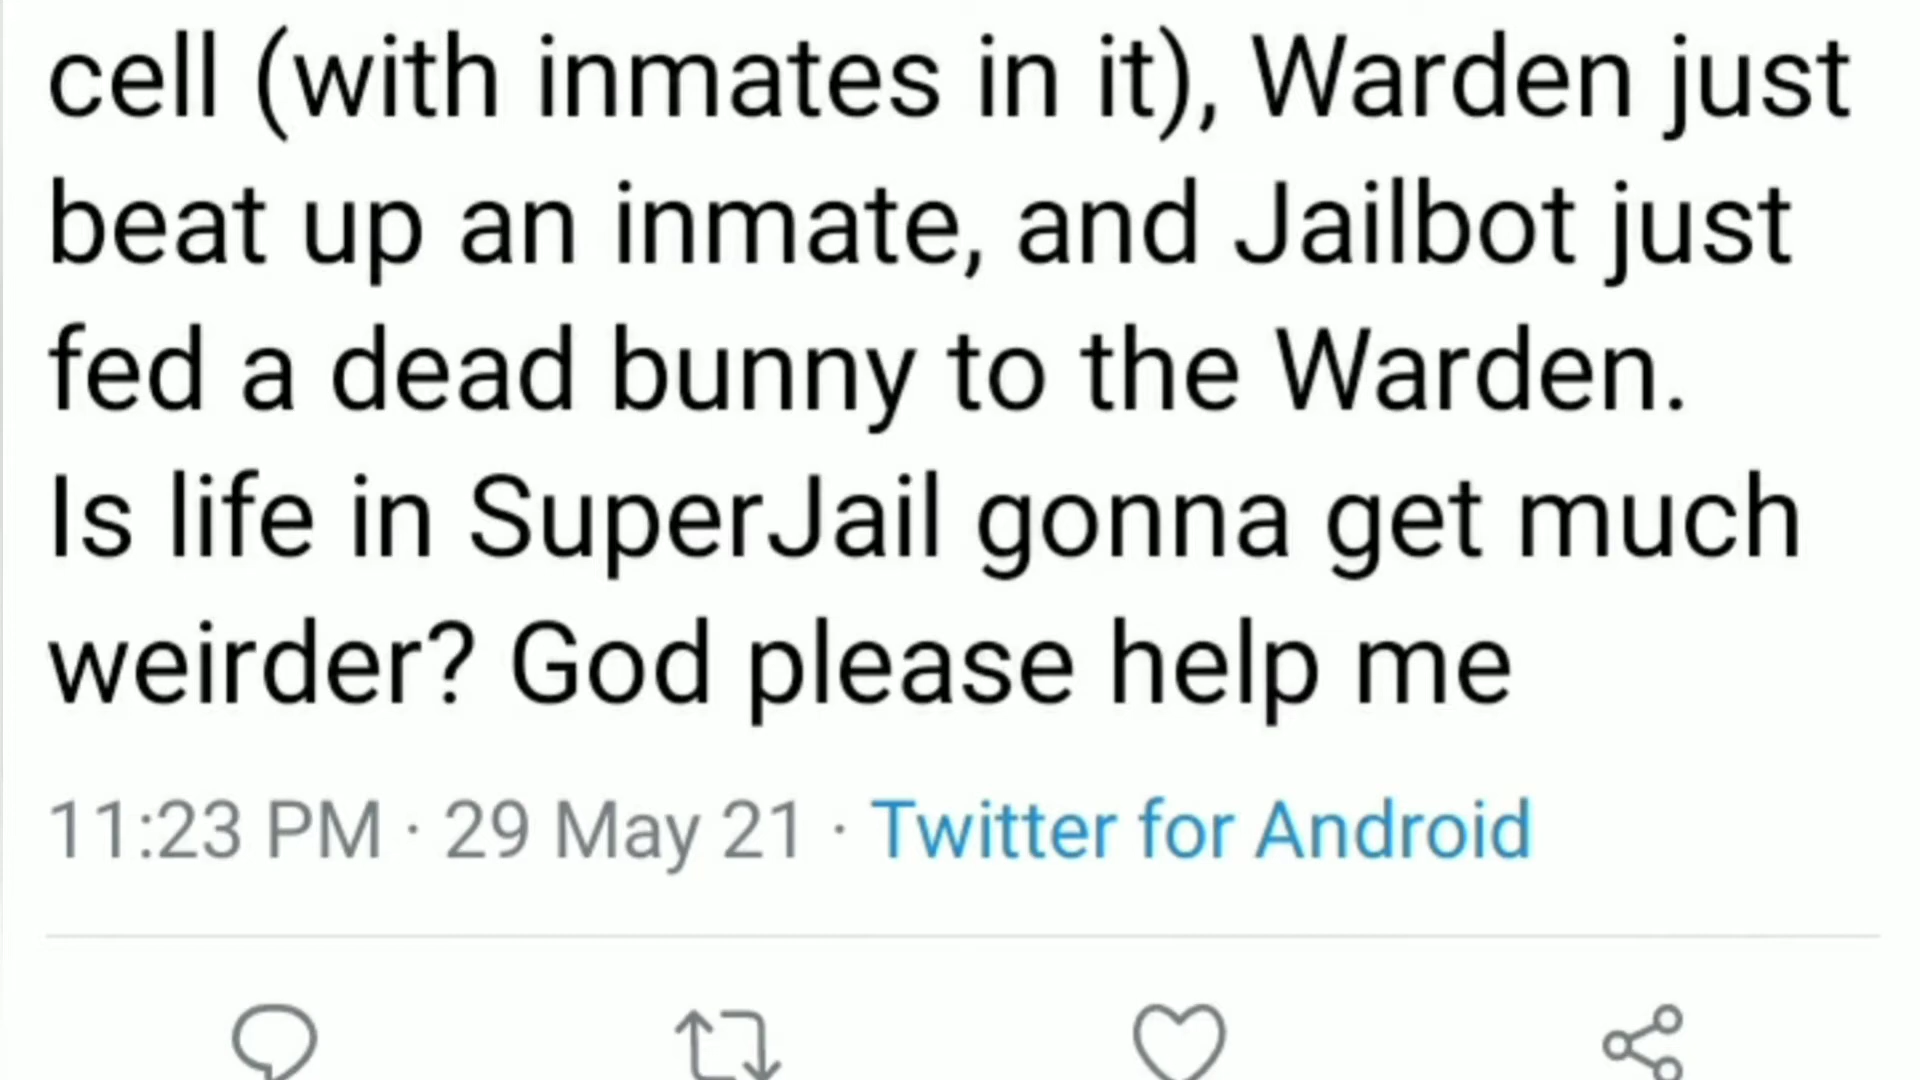 cell (with inmates in it), Warden just
beat up an inmate, and Jailbot just
fed a dead bunny to the Warden.
Is life in SuperJail gonna get much
weirder? God please help me
11:23 PM · 29 May 21 · Twitter for Android